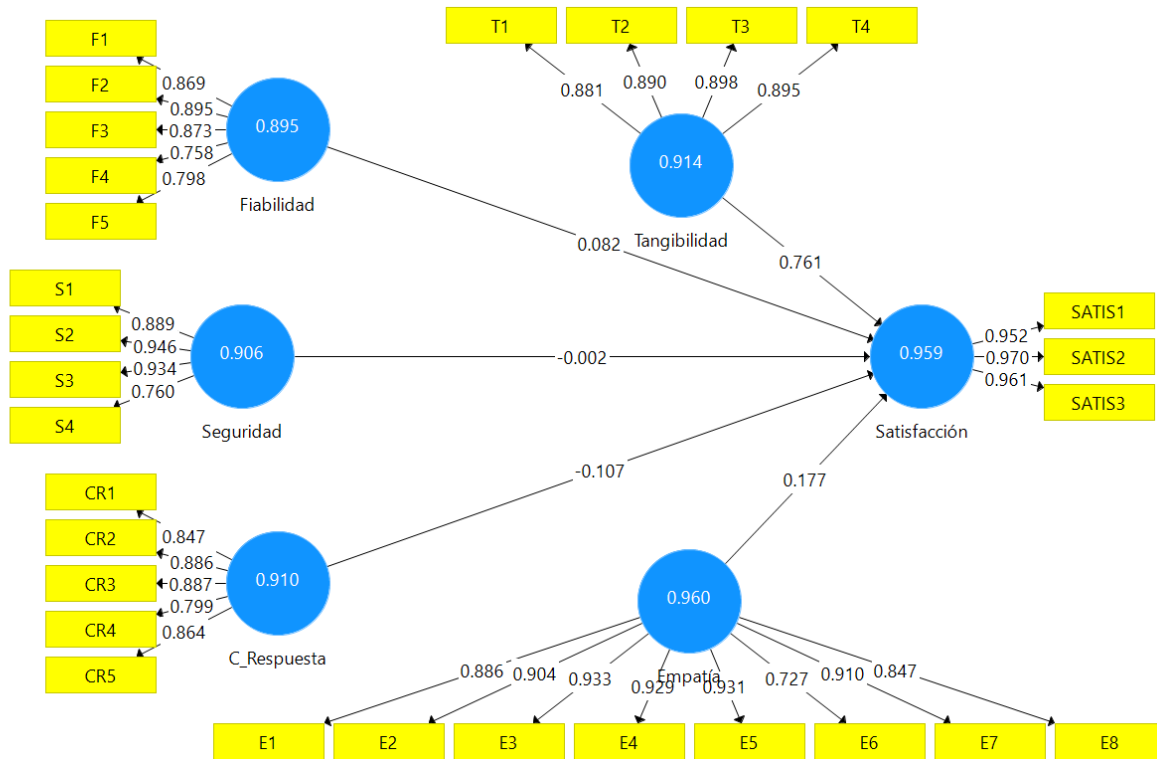 F1
F2
F3
F4
F5
0.869
0.895
0.873
0.758
0.798
0.895
Fiabilidad
T1
T2
T3
T4
0.881
0.890
0.898
0.895
0.914
Tangibilidad
0.082
0.761
S1
S2
S3
S4
0.889
0.946
0.934
0.760
0.906
Seguridad
-0.002
0.959
Satisfacción
0.952
0.970
0.961
SATIS1
SATIS2
SATIS3
CR1
CR2
CR3
CR4
CR5
0.847
0.886
0.887
0.799
0.864
0.910
C_Respuesta
-0.107
0.177
0.960
Empatía
0.886
0.904
0.933
0.929
0.931
0.727
0.910
0.847
E1
E2
E3
E4
E5
E6
E7
E8